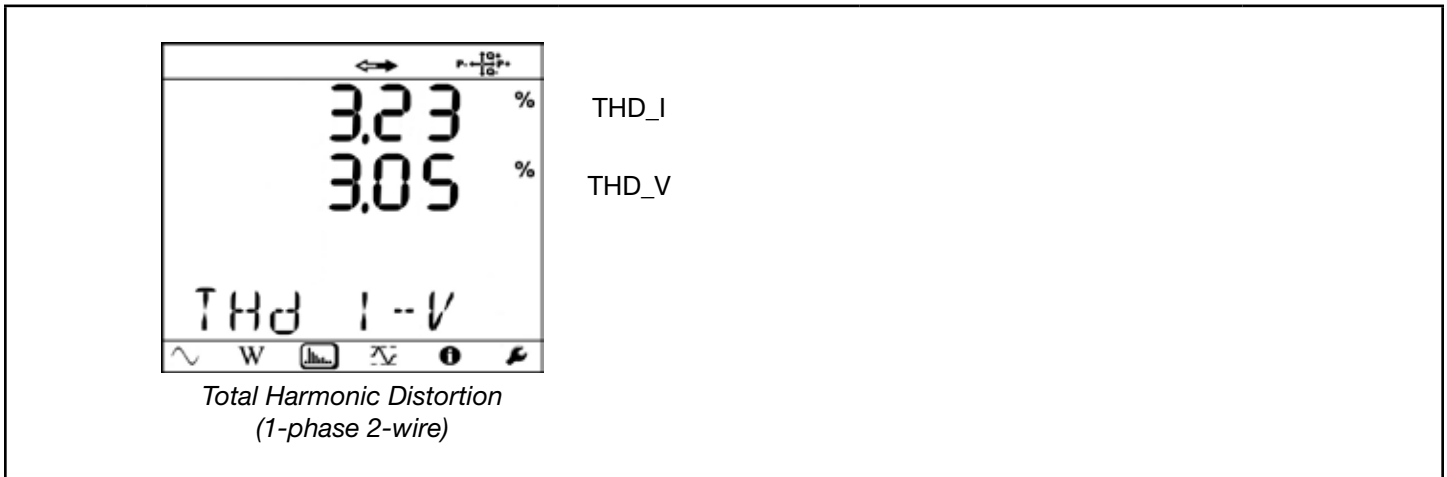 P- Q+ P+
Q-
3.23 % THD_I
3.05 % THD_V
THd I--V
W
Total Harmonic Distortion
(1-phase 2-wire)